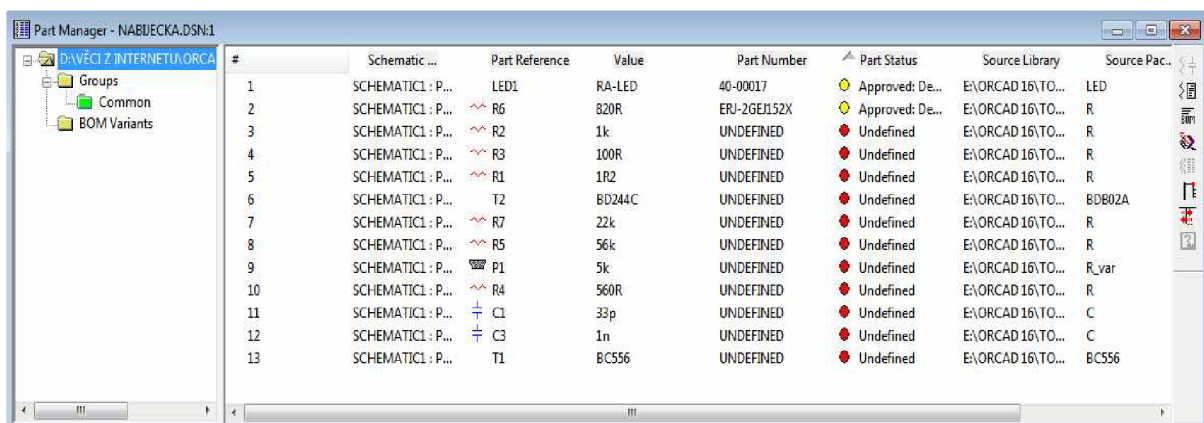 Part Manager - NABIJECKA.DSN:1
D:\VĚCI Z INTERNETU\ORCA
Groups
Common
BOM Variants
# Schematic ... Part Reference Value Part Number Part Status Source Library Source Pac...
1 SCHEMATIC1 : P... LED1 RA-LED 40-00017 Approved: De... E:\ORCAD 16\TO... LED
2 SCHEMATIC1 : P... R6 820R ERJ-2GEJ152X Approved: De... E:\ORCAD 16\TO... R
3 SCHEMATIC1 : P... R2 1k UNDEFINED Undefined E:\ORCAD 16\TO... R
4 SCHEMATIC1 : P... R3 100R UNDEFINED Undefined E:\ORCAD 16\TO... R
5 SCHEMATIC1 : P... R1 1R2 UNDEFINED Undefined E:\ORCAD 16\TO... R
6 SCHEMATIC1 : P... T2 BD244C UNDEFINED Undefined E:\ORCAD 16\TO... BDB02A
7 SCHEMATIC1 : P... R7 22k UNDEFINED Undefined E:\ORCAD 16\TO... R
8 SCHEMATIC1 : P... R5 56k UNDEFINED Undefined E:\ORCAD 16\TO... R
9 SCHEMATIC1 : P... P1 5k UNDEFINED Undefined E:\ORCAD 16\TO... R_var
10 SCHEMATIC1 : P... R4 560R UNDEFINED Undefined E:\ORCAD 16\TO... R
11 SCHEMATIC1 : P... C1 33p UNDEFINED Undefined E:\ORCAD 16\TO... C
12 SCHEMATIC1 : P... C3 1n UNDEFINED Undefined E:\ORCAD 16\TO... C
13 SCHEMATIC1 : P... T1 BC556 UNDEFINED Undefined E:\ORCAD 16\TO... BC556
BOM